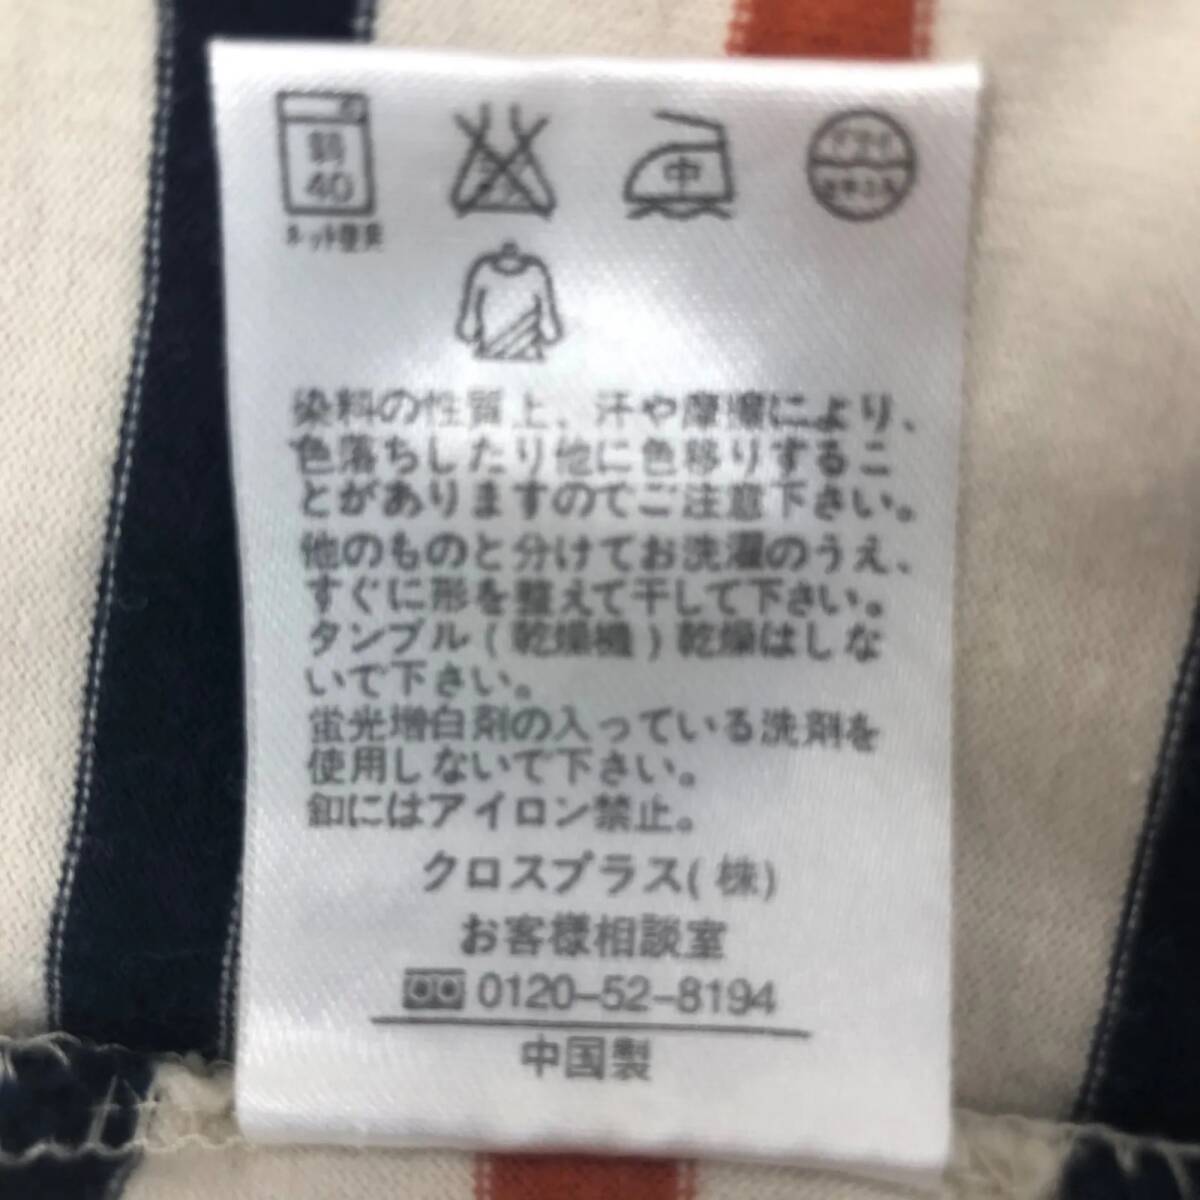 弱
40
ネット使用
中
ドライ
セキユ系
染料の性質上、汗や摩擦により、
色落ちしたり他に色移りするこ
とがありますのでご注意下さい。
他のものと分けてお洗濯のうえ、
すぐに形を整えて干して下さい。
タンブル(乾燥機)乾燥はしな
いで下さい。
蛍光増白剤の入っている洗剤を
使用しないで下さい。
釦にはアイロン禁止。
クロスプラス(株)
お客様相談室
0120-52-8194
中国製